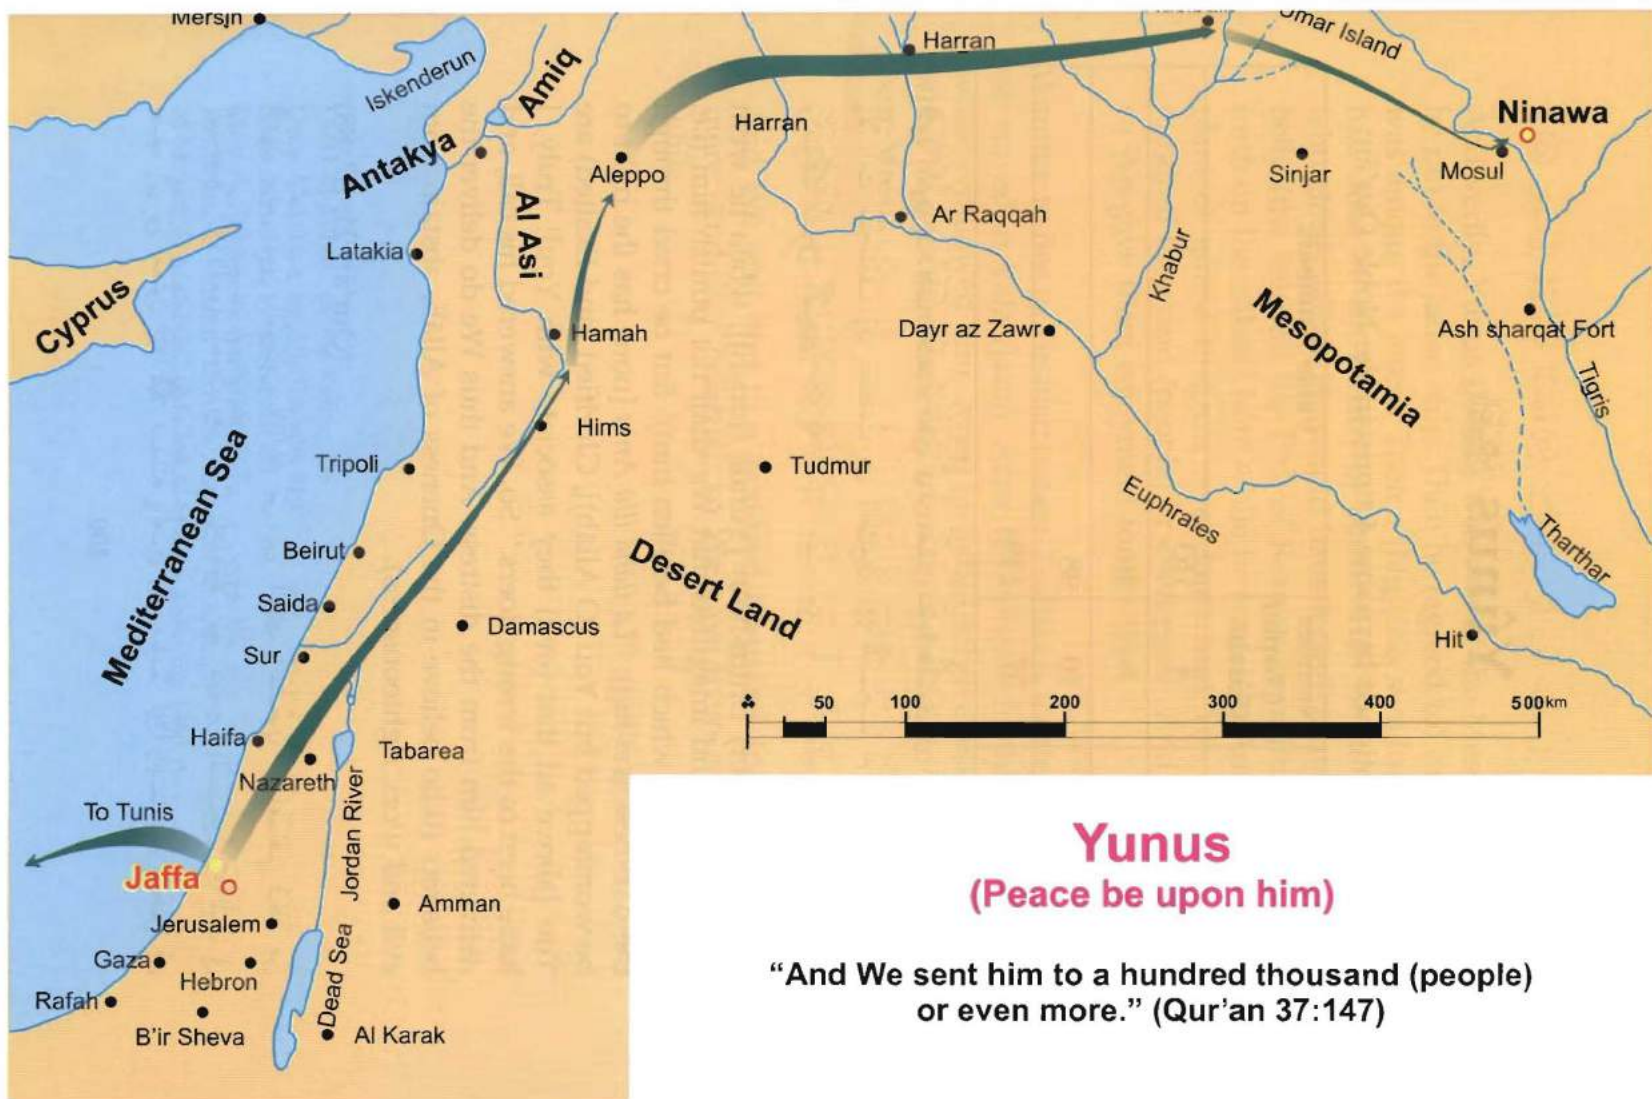 Mersin
Iskenderun
Amiq
Antakya
Aleppo
Al Asi
Latakia
Cyprus
Hamah
Hims
Tripoli
Mediterranean Sea
Beirut
Saida
Sur
Damascus
Haifa
Nazareth
Tabarea
Jordan River
To Tunis
Jaffa
Jerusalem
Amman
Gaza
Hebron
Rafah
B'ir Sheva
Dead Sea
Al Karak
Harran
Harran
Umar Island
Ninawa
Mosul
Sinjar
Ar Raqqah
Khabur
Dayr az Zawr
Mesopotamia
Ash sharqat Fort
Tigris
Tudmur
Euphrates
Desert Land
Tharthar
Hit
50 100 200 300 400 500 km
Yunus
(Peace be upon him)
“And We sent him to a hundred thousand (people)
or even more.” (Qur'an 37:147)